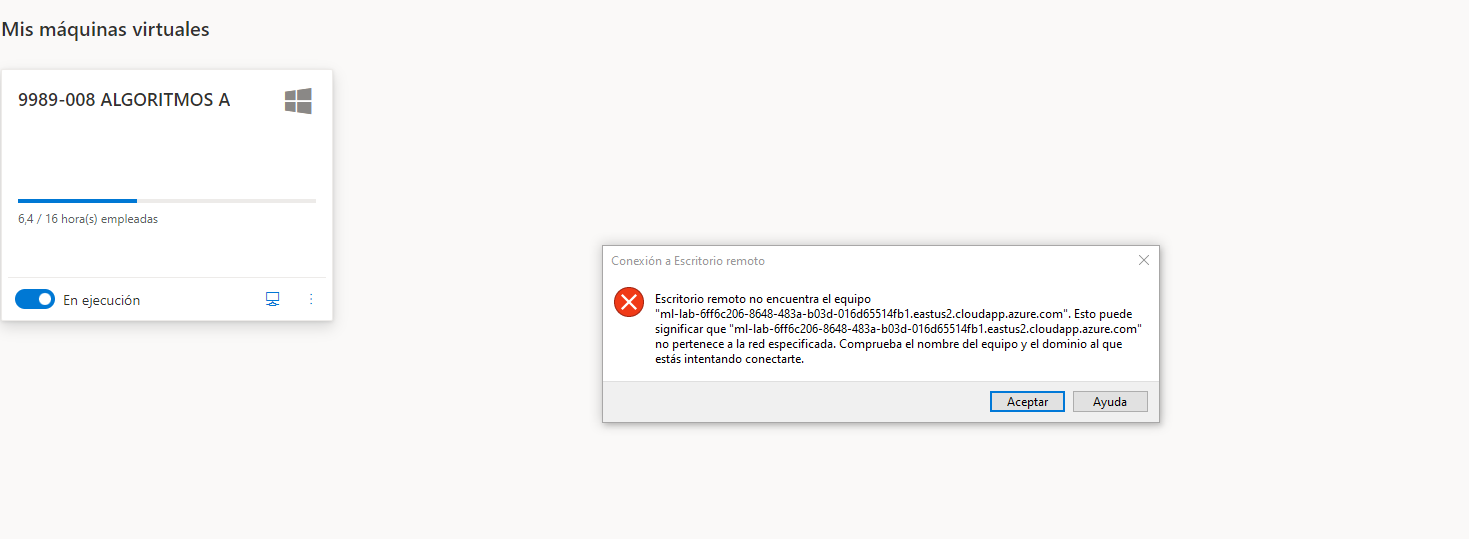 Mis máquinas virtuales
9989-008 ALGORITMOS A
6,4 / 16 hora(s) empleadas
En ejecución
Conexión a Escritorio remoto
Escritorio remoto no encuentra el equipo
"ml-lab-6ff6c206-8648-483a-b03d-016d65514fb1.eastus2.cloudapp.azure.com". Esto puede
significar que "ml-lab-6ff6c206-8648-483a-b03d-016d65514fb1.eastus2.cloudapp.azure.com"
no pertenece a la red especificada. Comprueba el nombre del equipo y el dominio al que
estás intentando conectarte.
Aceptar
Ayuda